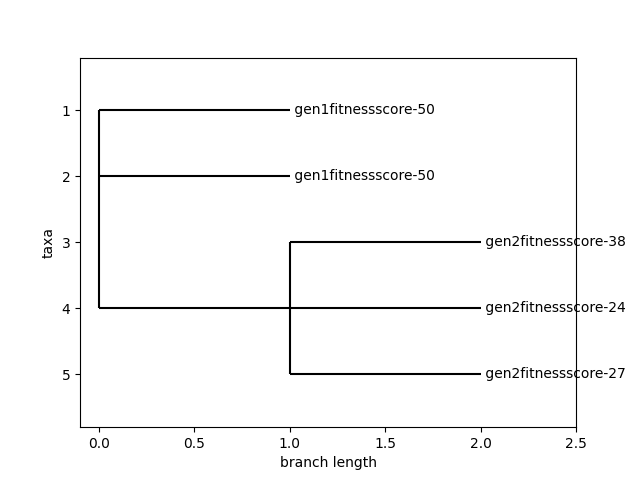 1
gen1fitnessscore-50
2
gen1fitnessscore-50
3
gen2fitnessscore-38
taxa
4
gen2fitnessscore-24
5
gen2fitnessscore-27
0.0 0.5 1.0 1.5 2.0 2.5
branch length